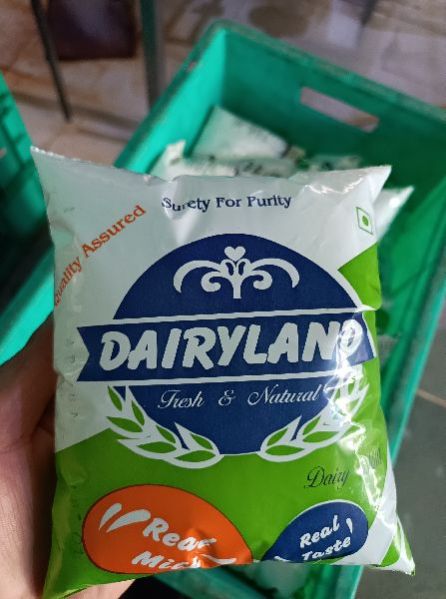 Surety For Purity
Quality Assured
DAIRYLAND
Fresh & Natural
Dairy
Real
Taste